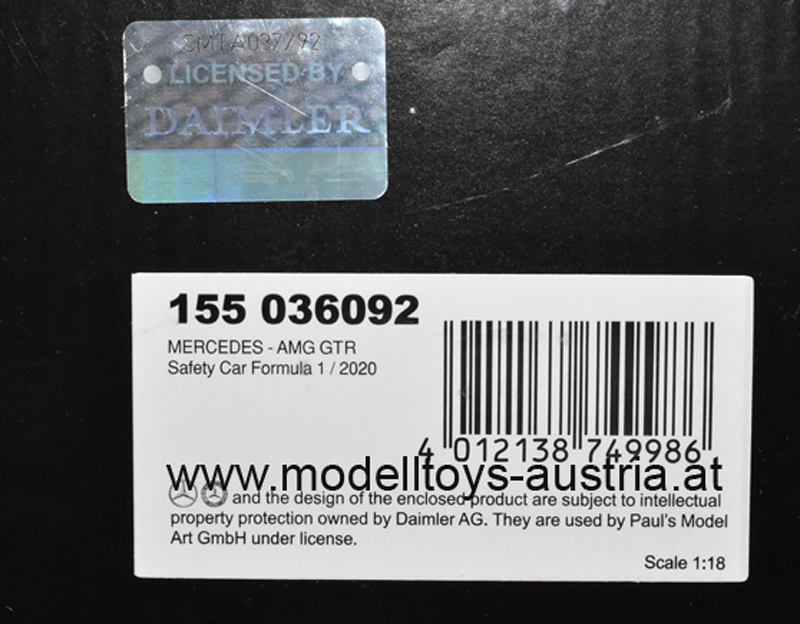 CMTA097792
LICENSED BY
DAIMLER
155 036092
MERCEDES - AMG GTR
Safety Car Formula 1 / 2020
4 012138 749986
www.modelltoys-austria.at
and the design of the enclosed product are subject to intellectual
property protection owned by Daimler AG. They are used by Paul's Model
Art GmbH under license.
Scale 1:18